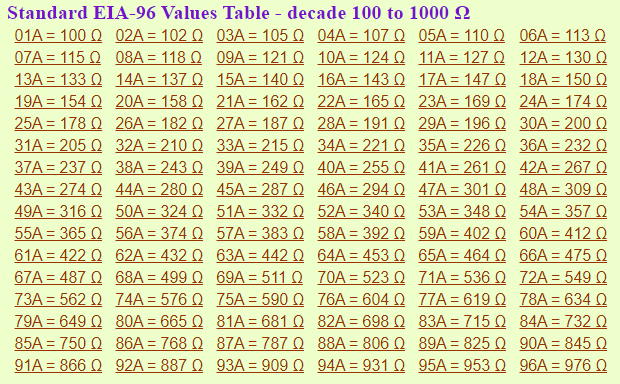 Standard EIA-96 Values Table - decade 100 to 1000 Ω
01A = 100 Ω 02A = 102 Ω 03A = 105 Ω 04A = 107 Ω 05A = 110 Ω 06A = 113 Ω
07A = 115 Ω 08A = 118 Ω 09A = 121 Ω 10A = 124 Ω 11A = 127 Ω 12A = 130 Ω
13A = 133 Ω 14A = 137 Ω 15A = 140 Ω 16A = 143 Ω 17A = 147 Ω 18A = 150 Ω
19A = 154 Ω 20A = 158 Ω 21A = 162 Ω 22A = 165 Ω 23A = 169 Ω 24A = 174 Ω
25A = 178 Ω 26A = 182 Ω 27A = 187 Ω 28A = 191 Ω 29A = 196 Ω 30A = 200 Ω
31A = 205 Ω 32A = 210 Ω 33A = 215 Ω 34A = 221 Ω 35A = 226 Ω 36A = 232 Ω
37A = 237 Ω 38A = 243 Ω 39A = 249 Ω 40A = 255 Ω 41A = 261 Ω 42A = 267 Ω
43A = 274 Ω 44A = 280 Ω 45A = 287 Ω 46A = 294 Ω 47A = 301 Ω 48A = 309 Ω
49A = 316 Ω 50A = 324 Ω 51A = 332 Ω 52A = 340 Ω 53A = 348 Ω 54A = 357 Ω
55A = 365 Ω 56A = 374 Ω 57A = 383 Ω 58A = 392 Ω 59A = 402 Ω 60A = 412 Ω
61A = 422 Ω 62A = 432 Ω 63A = 442 Ω 64A = 453 Ω 65A = 464 Ω 66A = 475 Ω
67A = 487 Ω 68A = 499 Ω 69A = 511 Ω 70A = 523 Ω 71A = 536 Ω 72A = 549 Ω
73A = 562 Ω 74A = 576 Ω 75A = 590 Ω 76A = 604 Ω 77A = 619 Ω 78A = 634 Ω
79A = 649 Ω 80A = 665 Ω 81A = 681 Ω 82A = 698 Ω 83A = 715 Ω 84A = 732 Ω
85A = 750 Ω 86A = 768 Ω 87A = 787 Ω 88A = 806 Ω 89A = 825 Ω 90A = 845 Ω
91A = 866 Ω 92A = 887 Ω 93A = 909 Ω 94A = 931 Ω 95A = 953 Ω 96A = 976 Ω